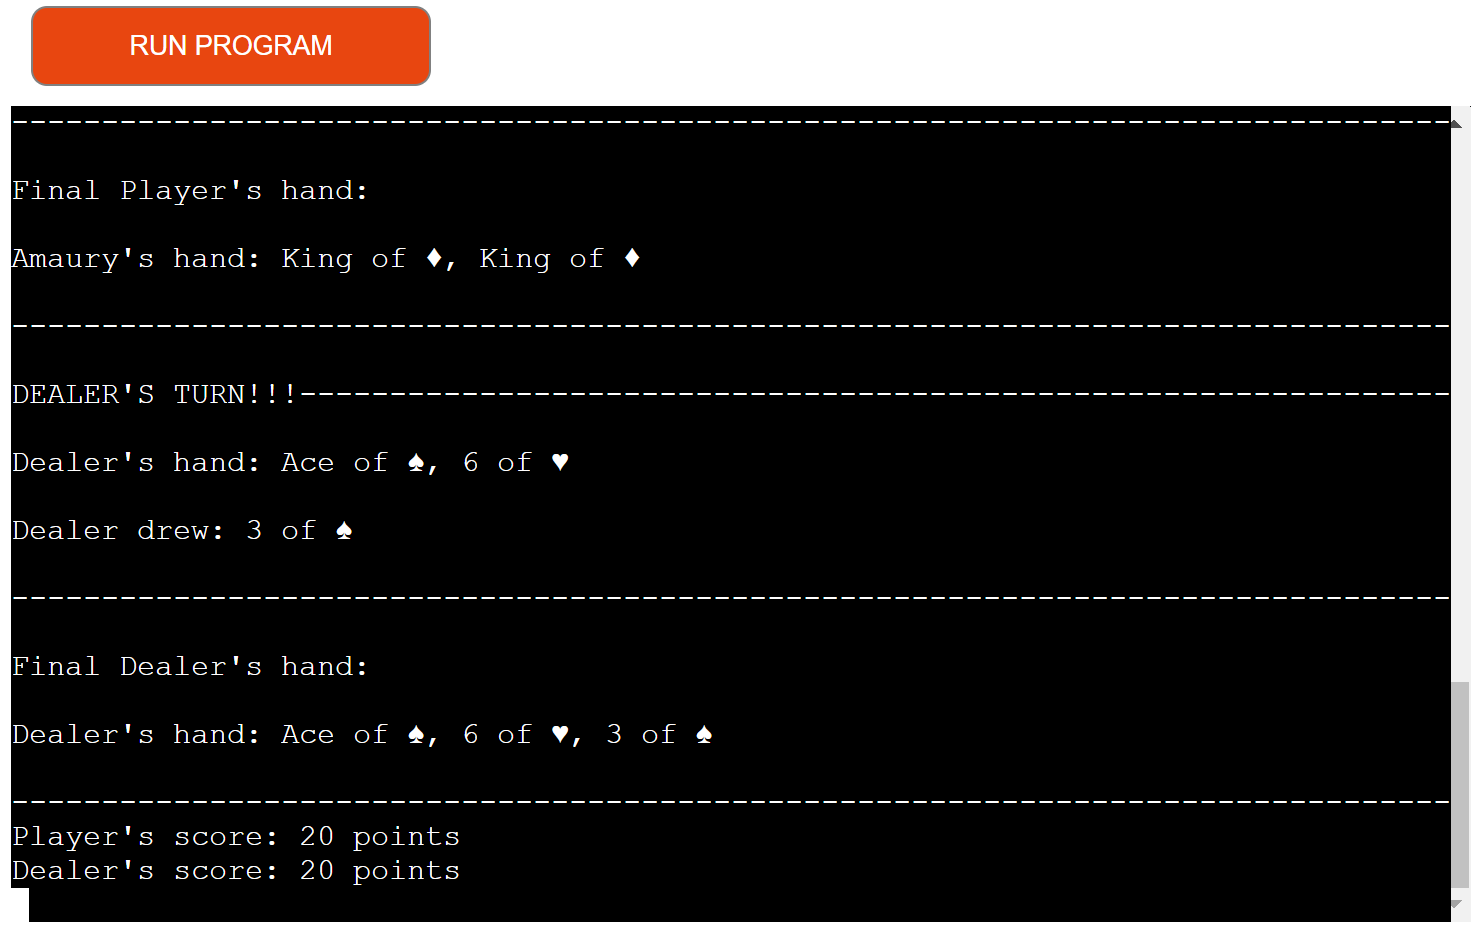 RUN PROGRAM
--------------------------------------------------------------------------------
Final Player's hand:
Amaury's hand: King of ♦, King of ♦
--------------------------------------------------------------------------------
DEALER'S TURN!!!----------------------------------------------------------------
Dealer's hand: Ace of ♠, 6 of ♥
Dealer drew: 3 of ♠
--------------------------------------------------------------------------------
Final Dealer's hand:
Dealer's hand: Ace of ♠, 6 of ♥, 3 of ♠
--------------------------------------------------------------------------------
Player's score: 20 points
Dealer's score: 20 points